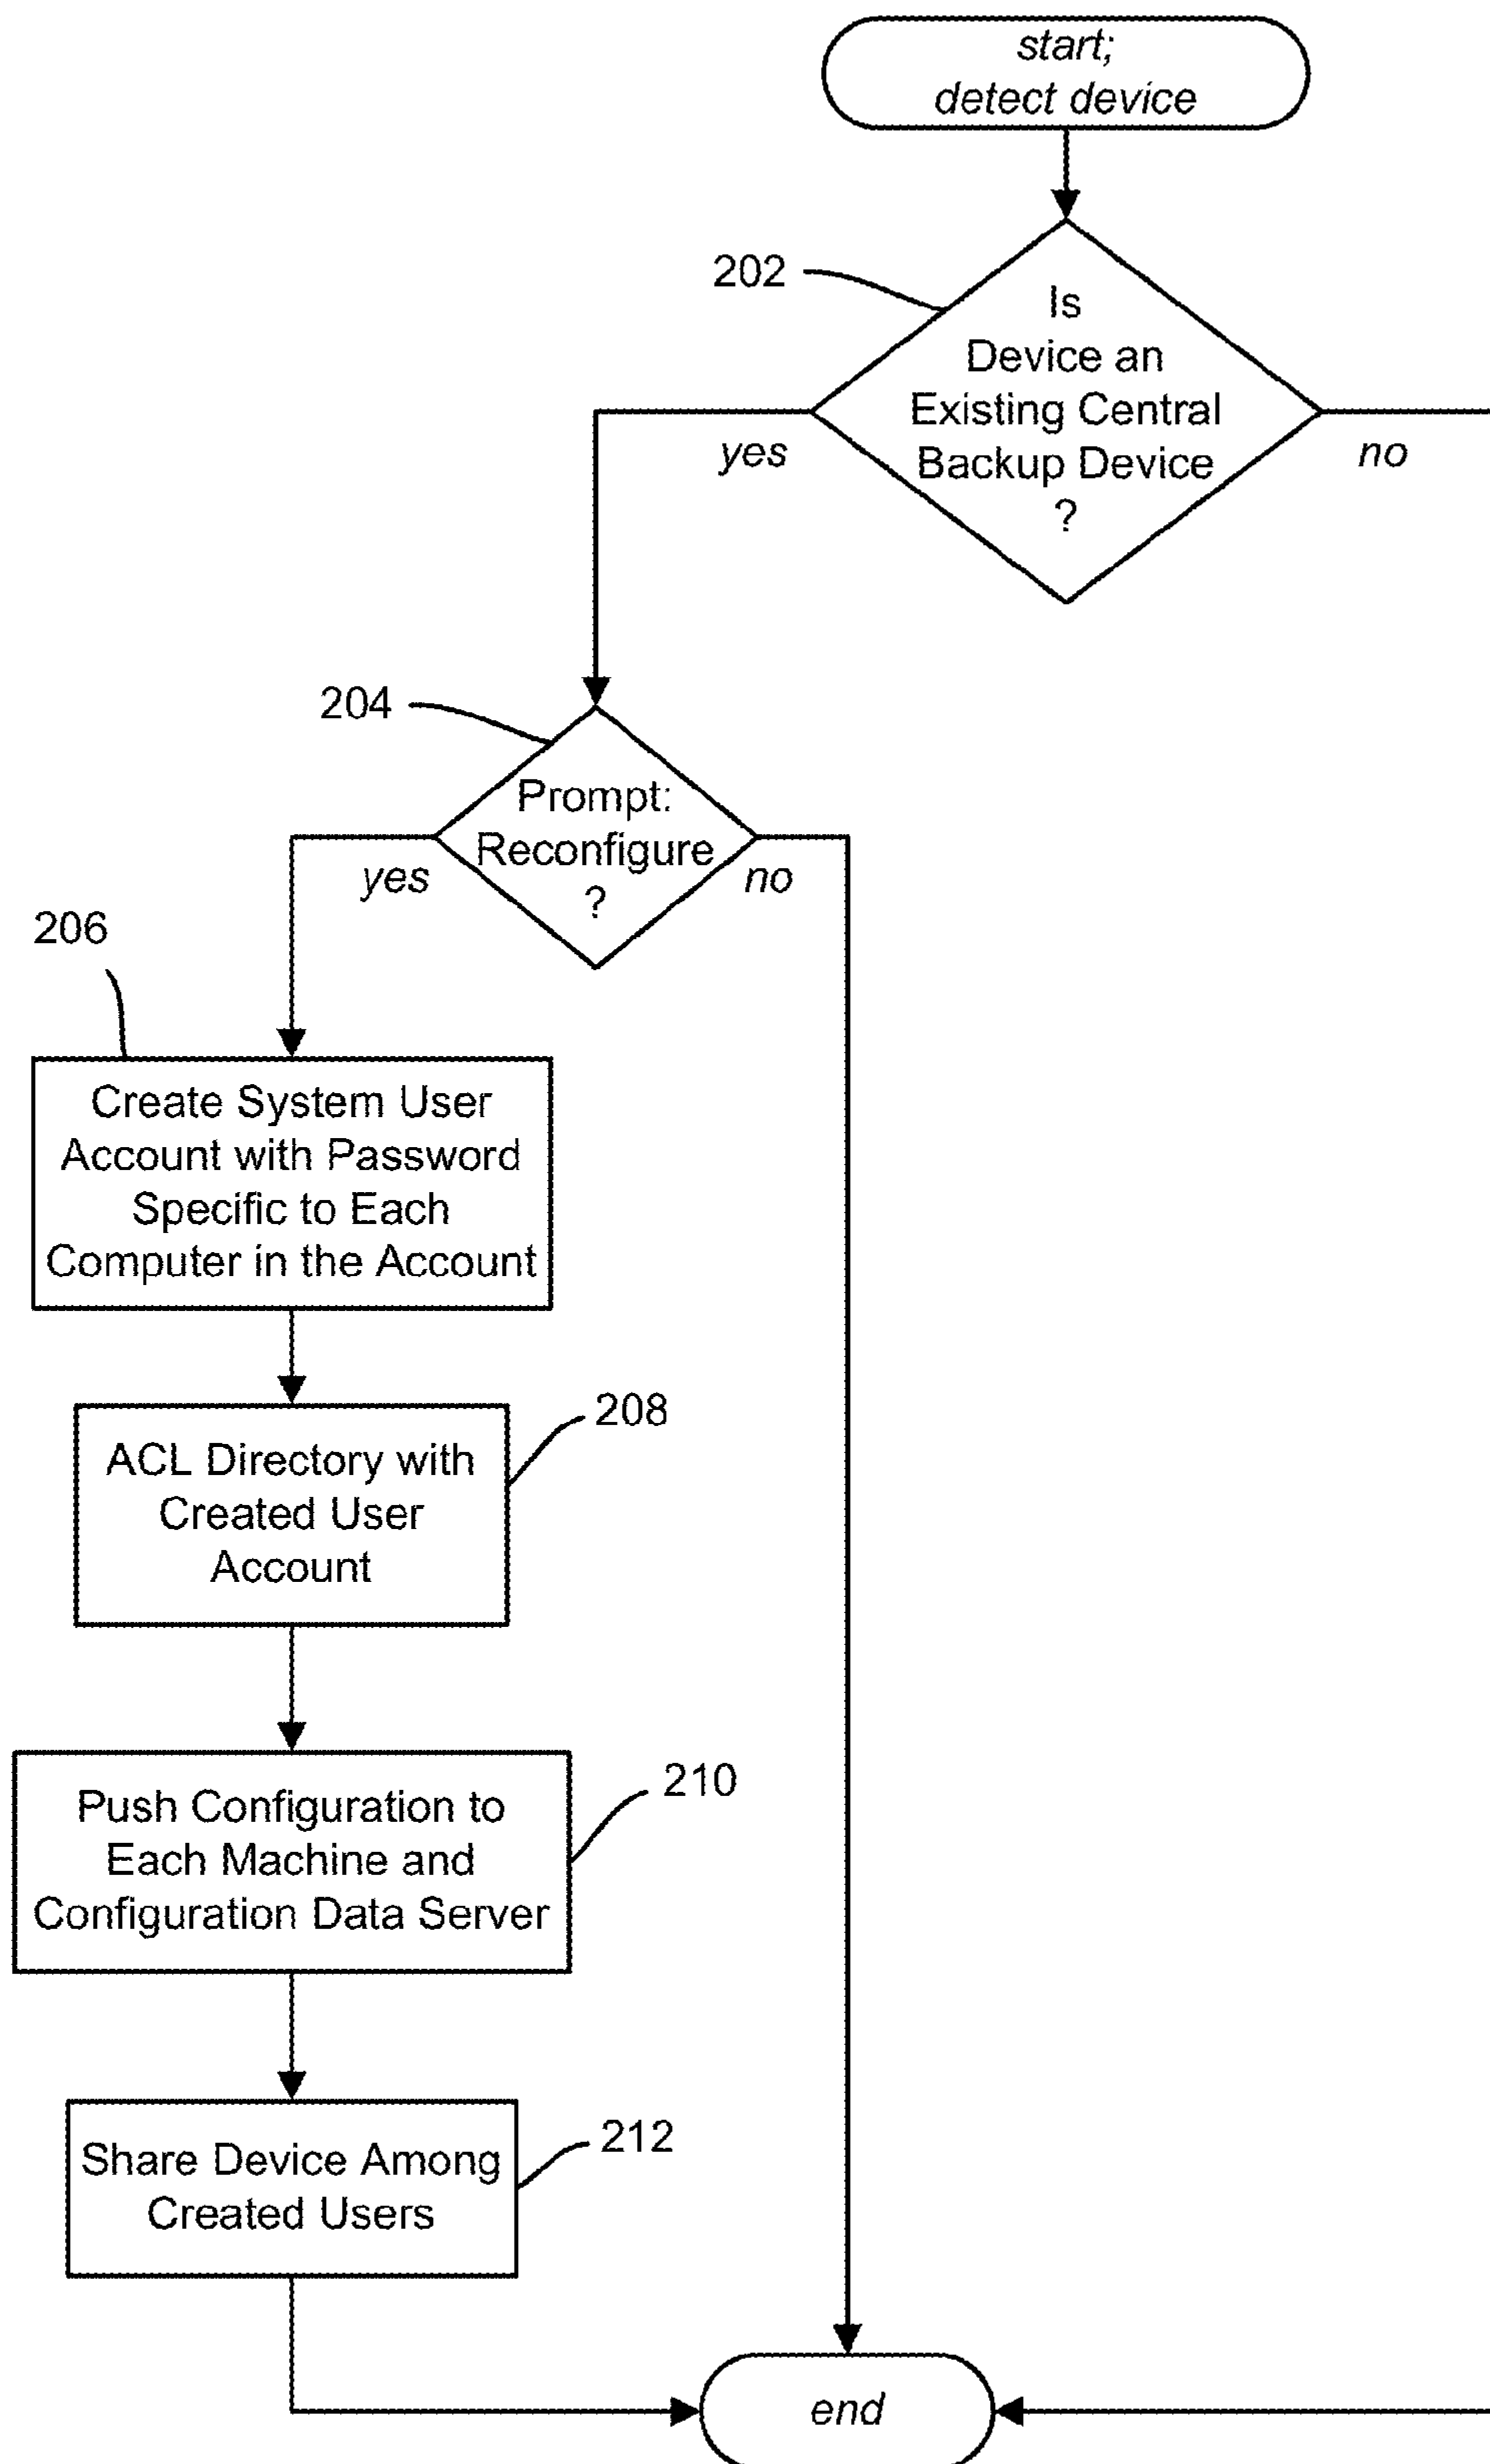 start;
detect device
202
Is
Device an
Existing Central
Backup Device
?
yes
no
204
Prompt:
Reconfigure
?
yes
no
206
Create System User
Account with Password
Specific to Each
Computer in the Account
208
ACL Directory with
Created User
Account
210
Push Configuration to
Each Machine and
Configuration Data Server
212
Share Device Among
Created Users
end